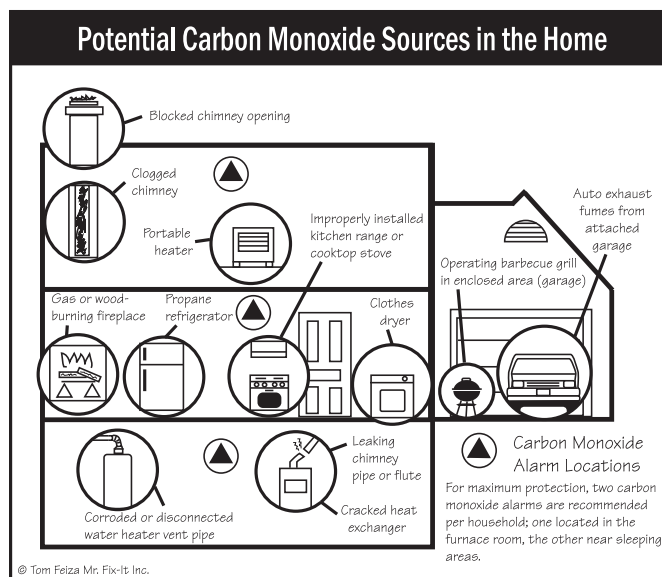 Potential Carbon Monoxide Sources in the Home
Blocked chimney opening
Clogged
chimney
Portable
heater
Improperly installed
kitchen range or
cooktop stove
Auto exhaust
fumes from
attached
garage
Operating barbecue grill
in enclosed area (garage)
Gas or wood-
burning fireplace
Propane
refrigerator
Clothes
dryer
Leaking
chimney
pipe or flute
Cracked heat
exchanger
Corroded or disconnected
water heater vent pipe
Carbon Monoxide
Alarm Locations
For maximum protection, two carbon
monoxide alarms are recommended
per household; one located in the
furnace room, the other near sleeping
areas.
© Tom Feiza Mr. Fix-It Inc.